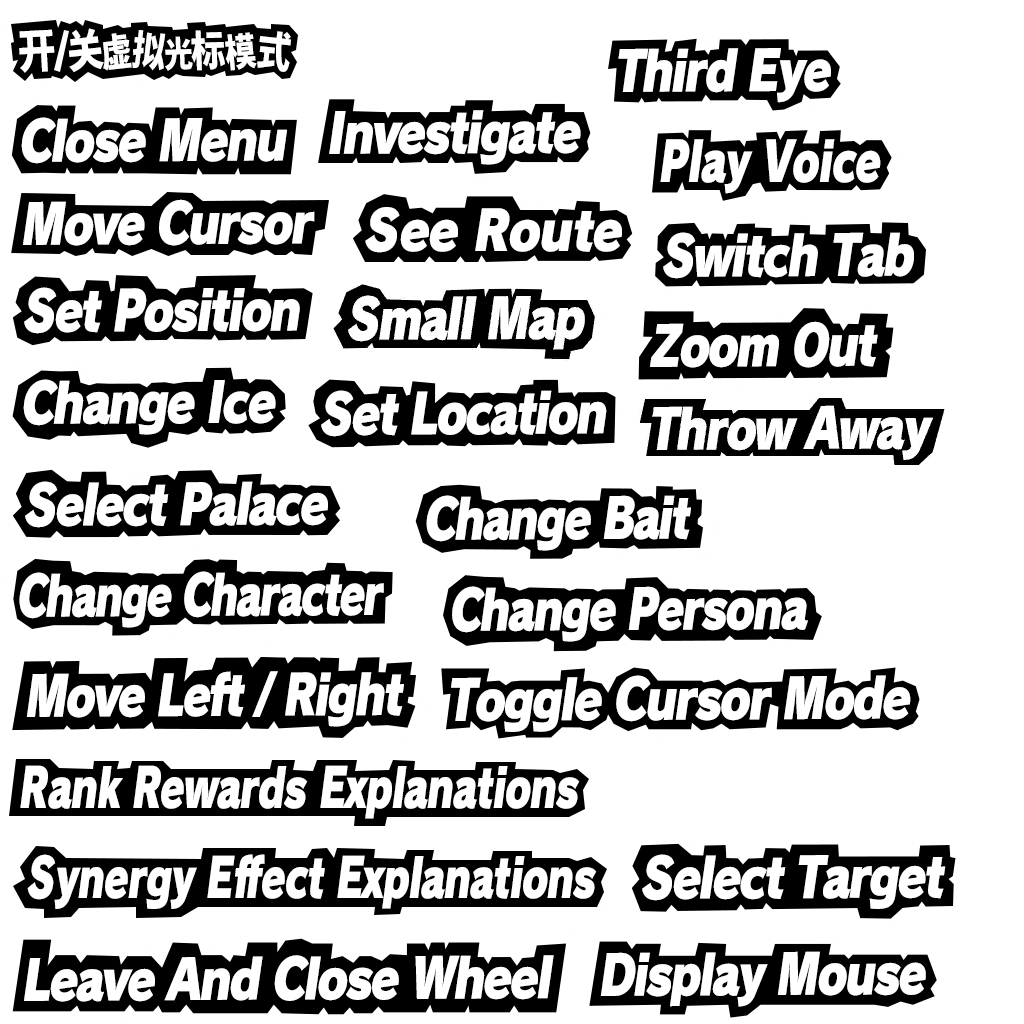 开/关虚拟光标模式
Third Eye
Close Menu
Investigate
Play Voice
Move Cursor
See Route
Switch Tab
Set Position
Small Map
Zoom Out
Change Ice
Set Location
Throw Away
Select Palace
Change Bait
Change Character
Change Persona
Move Left / Right
Toggle Cursor Mode
Rank Rewards Explanations
Synergy Effect Explanations
Select Target
Leave And Close Wheel
Display Mouse